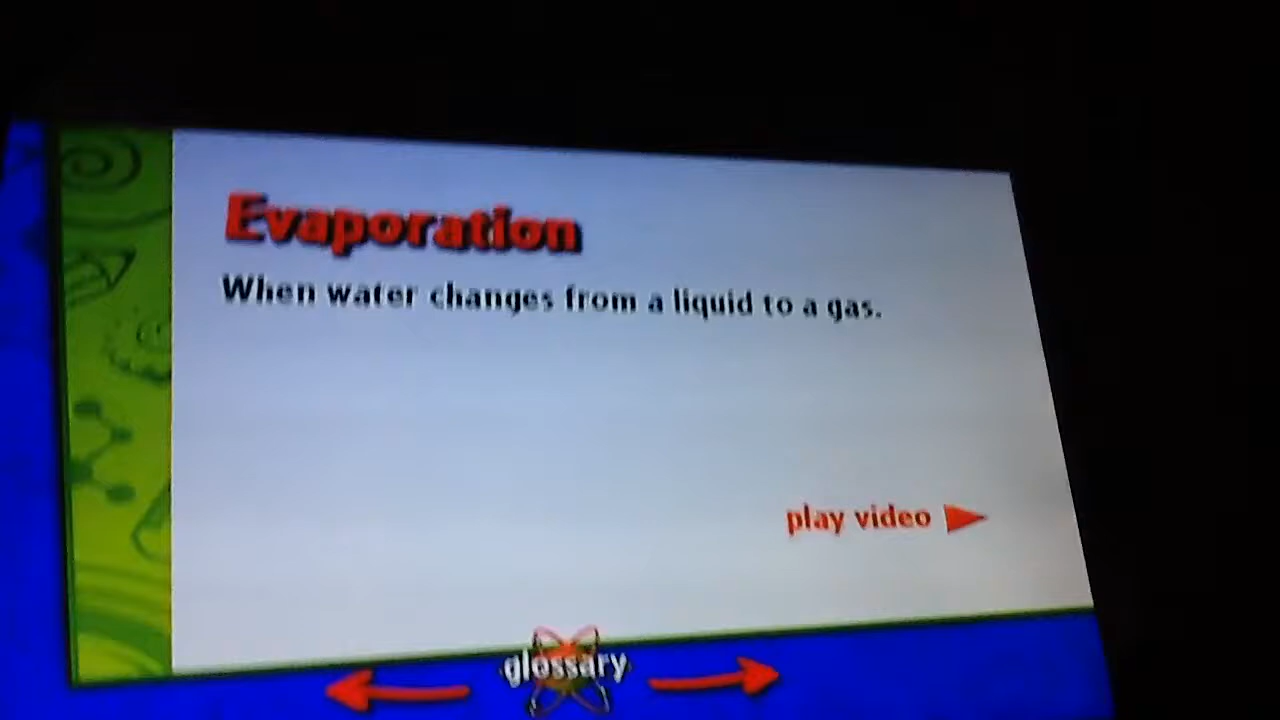 Evaporation
When water changes from a liquid to a gas.
play video
glossary